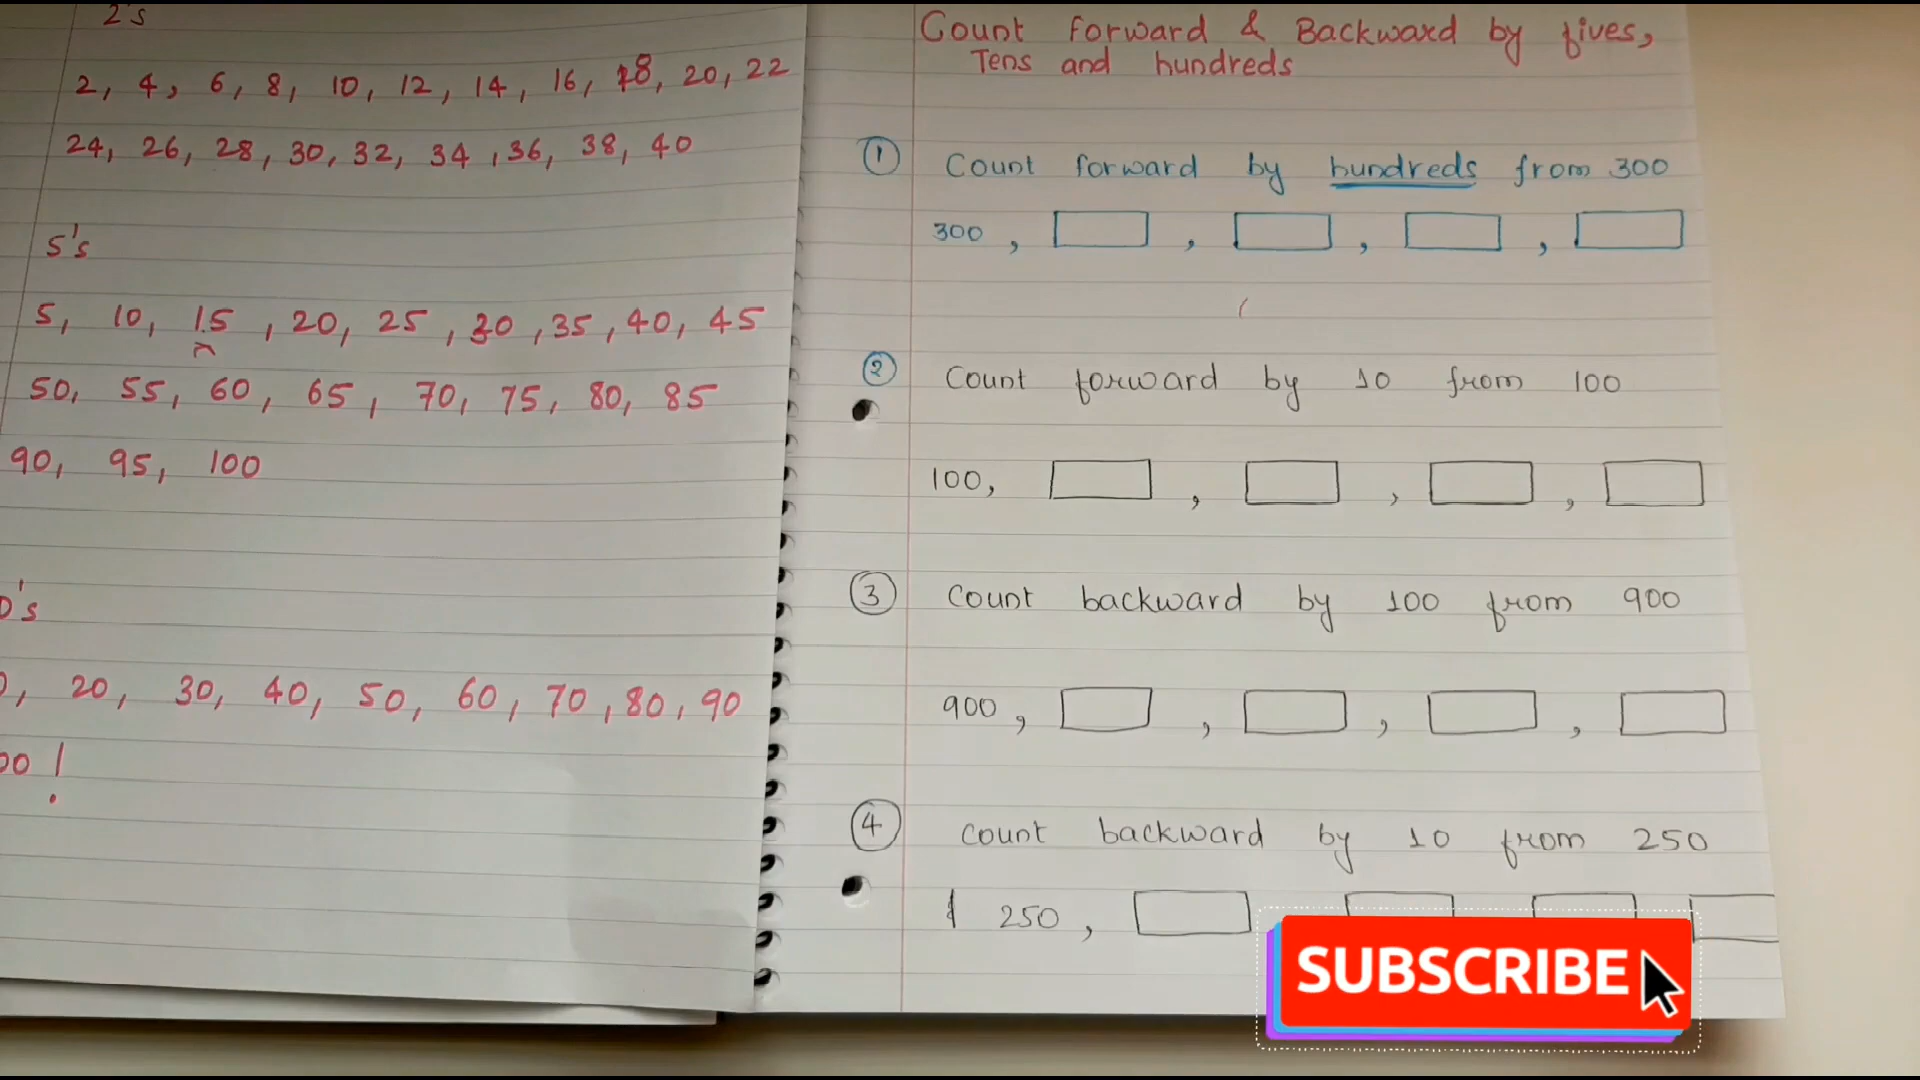 2's
2, 4, 6, 8, 10, 12, 14, 16, 18, 20, 22
24, 26, 28, 30, 32, 34, 36, 38, 40
5's
5, 10, 15, 20, 25, 30, 35, 40, 45
50, 55, 60, 65, 70, 75, 80, 85
90, 95, 100
0's
, 20, 30, 40, 50, 60, 70, 80, 90
00!
Count forward & Backward by fives,
Tens and hundreds
1 Count forward by hundreds from 300
300, , , ,
2 Count forward by 10 from 100
100, , , ,
3 Count backward by 100 from 900
900, , , ,
4 Count backward by 10 from 250
250,
SUBSCRIBE